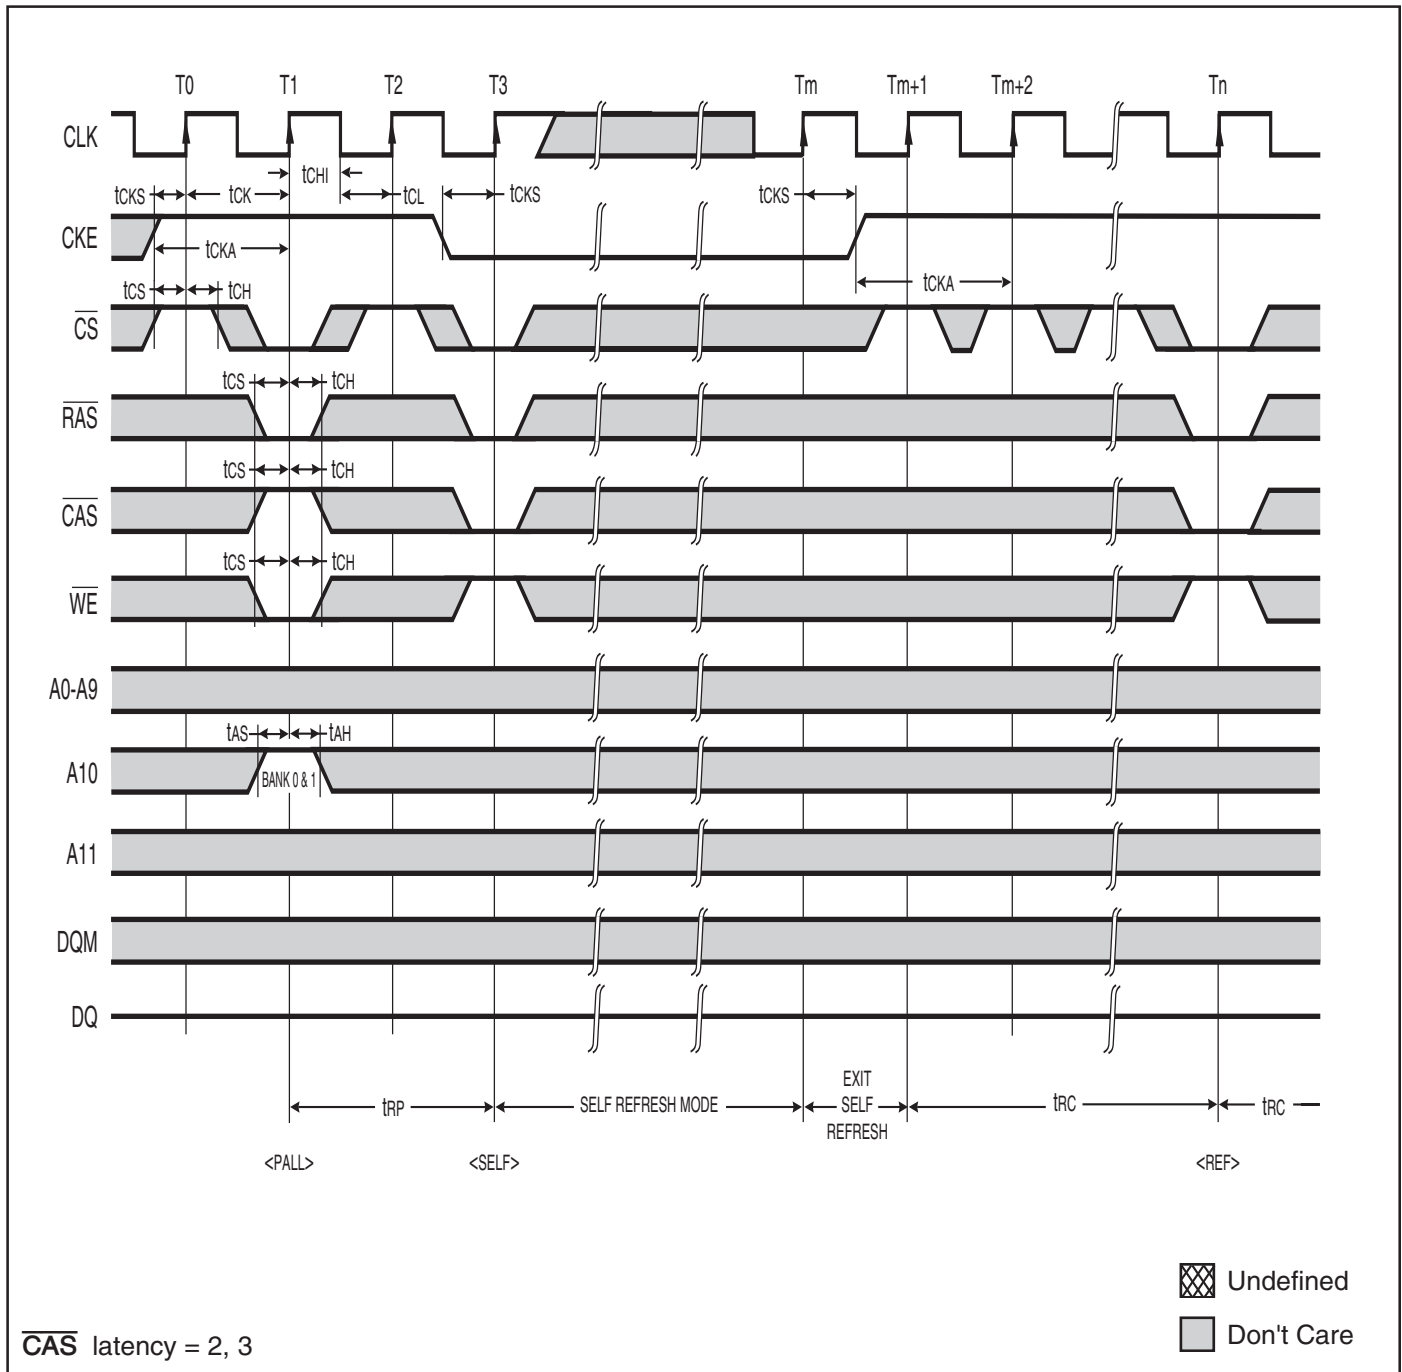 T0 T1 T2 T3 Tm Tm+1 Tm+2 Tn
CLK
tCHI
tCKS tCK tCL tCKS tCKS
CKE
tCKA
tCKA
tCS tCH
CS
tCS tCH
RAS
tCS tCH
CAS
tCS tCH
WE
A0-A9
tAS tAH
A10
BANK 0 & 1
A11
DQM
DQ
EXIT
tRP SELF REFRESH MODE SELF tRC tRC
REFRESH
<PALL> <SELF> <REF>
Undefined
Don't Care
CAS latency = 2, 3